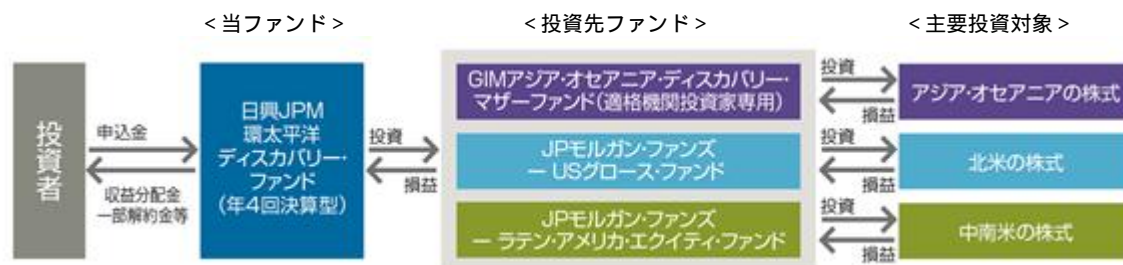 <当ファンド>
<投資先ファンド>
<主要投資対象>
投資者
申込金
収益分配金
一部解約金等
日興JPM
環太平洋
ディスカバリー・
ファンド
(年4回決算型)
投資
損益
GIMアジア・オセアニア・ディスカバリー・
マザーファンド(適格機関投資家専用)
投資
損益
アジア・オセアニアの株式
JPモルガン・ファンズ
― USグロース・ファンド
投資
損益
北米の株式
JPモルガン・ファンズ
― ラテン・アメリカ・エクイティ・ファンド
投資
損益
中南米の株式